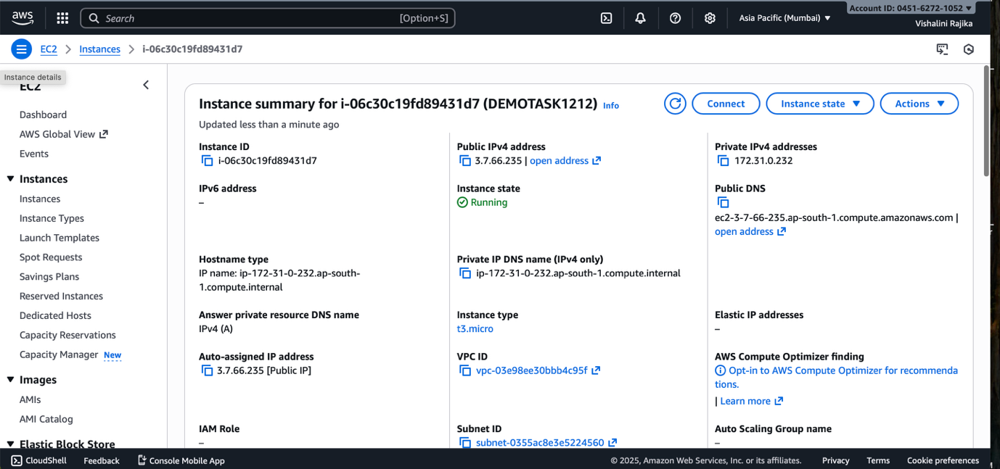 aws
Search
[Option+S]
Asia Pacific (Mumbai)
Account ID: 0451-6272-1052
Vishalini Rajika
EC2
Instances
i-06c30c19fd89431d7
Instance details
EC2
Dashboard
AWS Global View
Events
Instances
Instances
Instance Types
Launch Templates
Spot Requests
Savings Plans
Reserved Instances
Dedicated Hosts
Capacity Reservations
Capacity Manager New
Images
AMIs
AMI Catalog
Elastic Block Store
Instance summary for i-06c30c19fd89431d7 (DEMOTASK1212) Info
Updated less than a minute ago
Connect
Instance state
Actions
Instance ID
i-06c30c19fd89431d7
Public IPv4 address
3.7.66.235 | open address
Private IPv4 addresses
172.31.0.232
IPv6 address
–
Instance state
Running
Public DNS
ec2-3-7-66-235.ap-south-1.compute.amazonaws.com |
open address
Hostname type
IP name: ip-172-31-0-232.ap-south-
1.compute.internal
Private IP DNS name (IPv4 only)
ip-172-31-0-232.ap-south-1.compute.internal
Answer private resource DNS name
IPv4 (A)
Instance type
t3.micro
Elastic IP addresses
–
Auto-assigned IP address
3.7.66.235 [Public IP]
VPC ID
vpc-03e98ee30bbb4c95f
AWS Compute Optimizer finding
Opt-in to AWS Compute Optimizer for recommenda
tions.
| Learn more
IAM Role
–
Subnet ID
subnet-0355ac8e3e5224560
Auto Scaling Group name
–
CloudShell
Feedback
Console Mobile App
© 2025, Amazon Web Services, Inc. or its affiliates.
Privacy
Terms
Cookie preferences